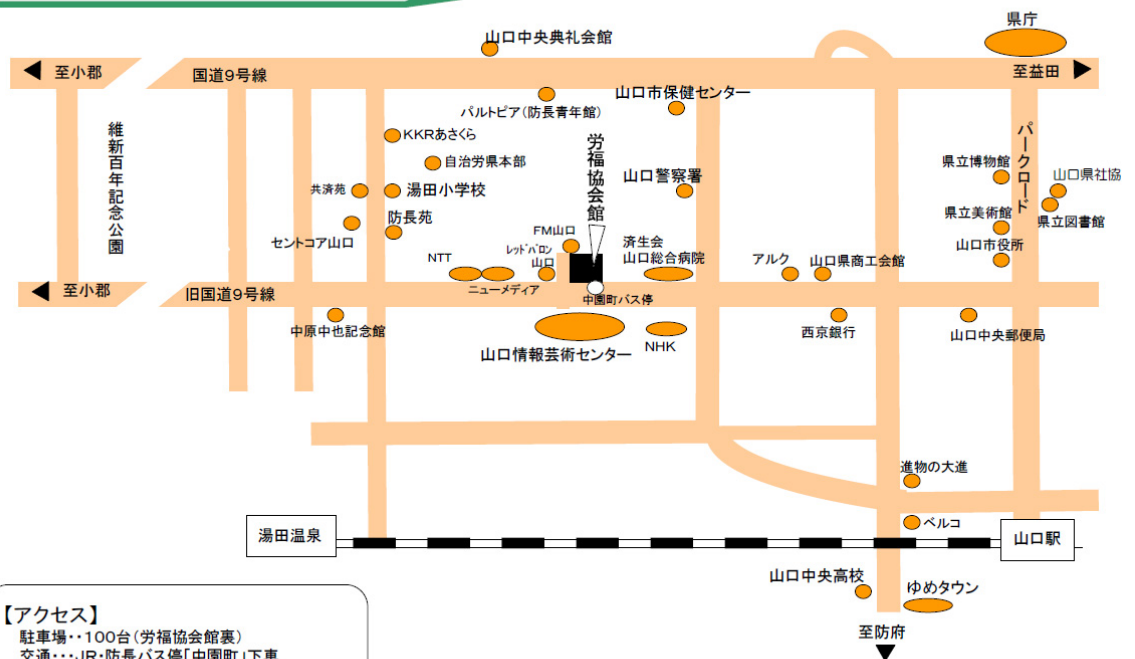 県庁
山口中央典礼会館
至小郡
国道9号線
至益田
パルトピア(防長青年館)
山口市保健センター
維新百年記念公園
KKRあさくら
自治労県本部
労福協会館
パークロード
県立博物館
山口県社協
共済苑
湯田小学校
山口警察署
県立美術館
県立図書館
防長苑
セントコア山口
FM山口
済生会
山口総合病院
山口市役所
NTT
レッドバロン
山口
アルク
山口県商工会館
ニューメディア
至小郡
旧国道9号線
中園町バス停
中原中也記念館
山口情報芸術センター
NHK
西京銀行
山口中央郵便局
進物の大進
ベルコ
湯田温泉
山口駅
山口中央高校
ゆめタウン
至防府
【アクセス】
駐車場・・100台(労福協会館裏)
交通・・・JR・防長バス停「中園町」下車